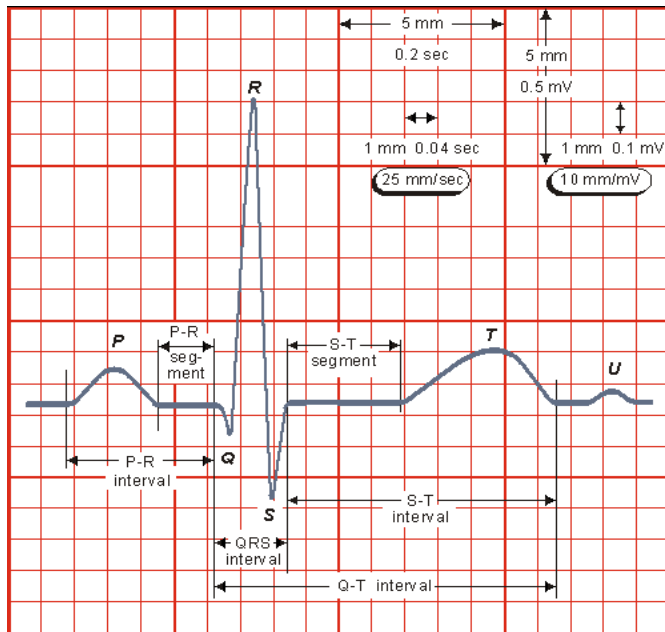 5 mm
0.2 sec
5 mm
0.5 mV
R
1 mm 0.04 sec
1 mm 0.1 mV
25 mm/sec
10 mm/mV
P
P-R
seg-
ment
S-T
segment
T
U
Q
P-R
interval
S
S-T
interval
QRS
interval
Q-T interval